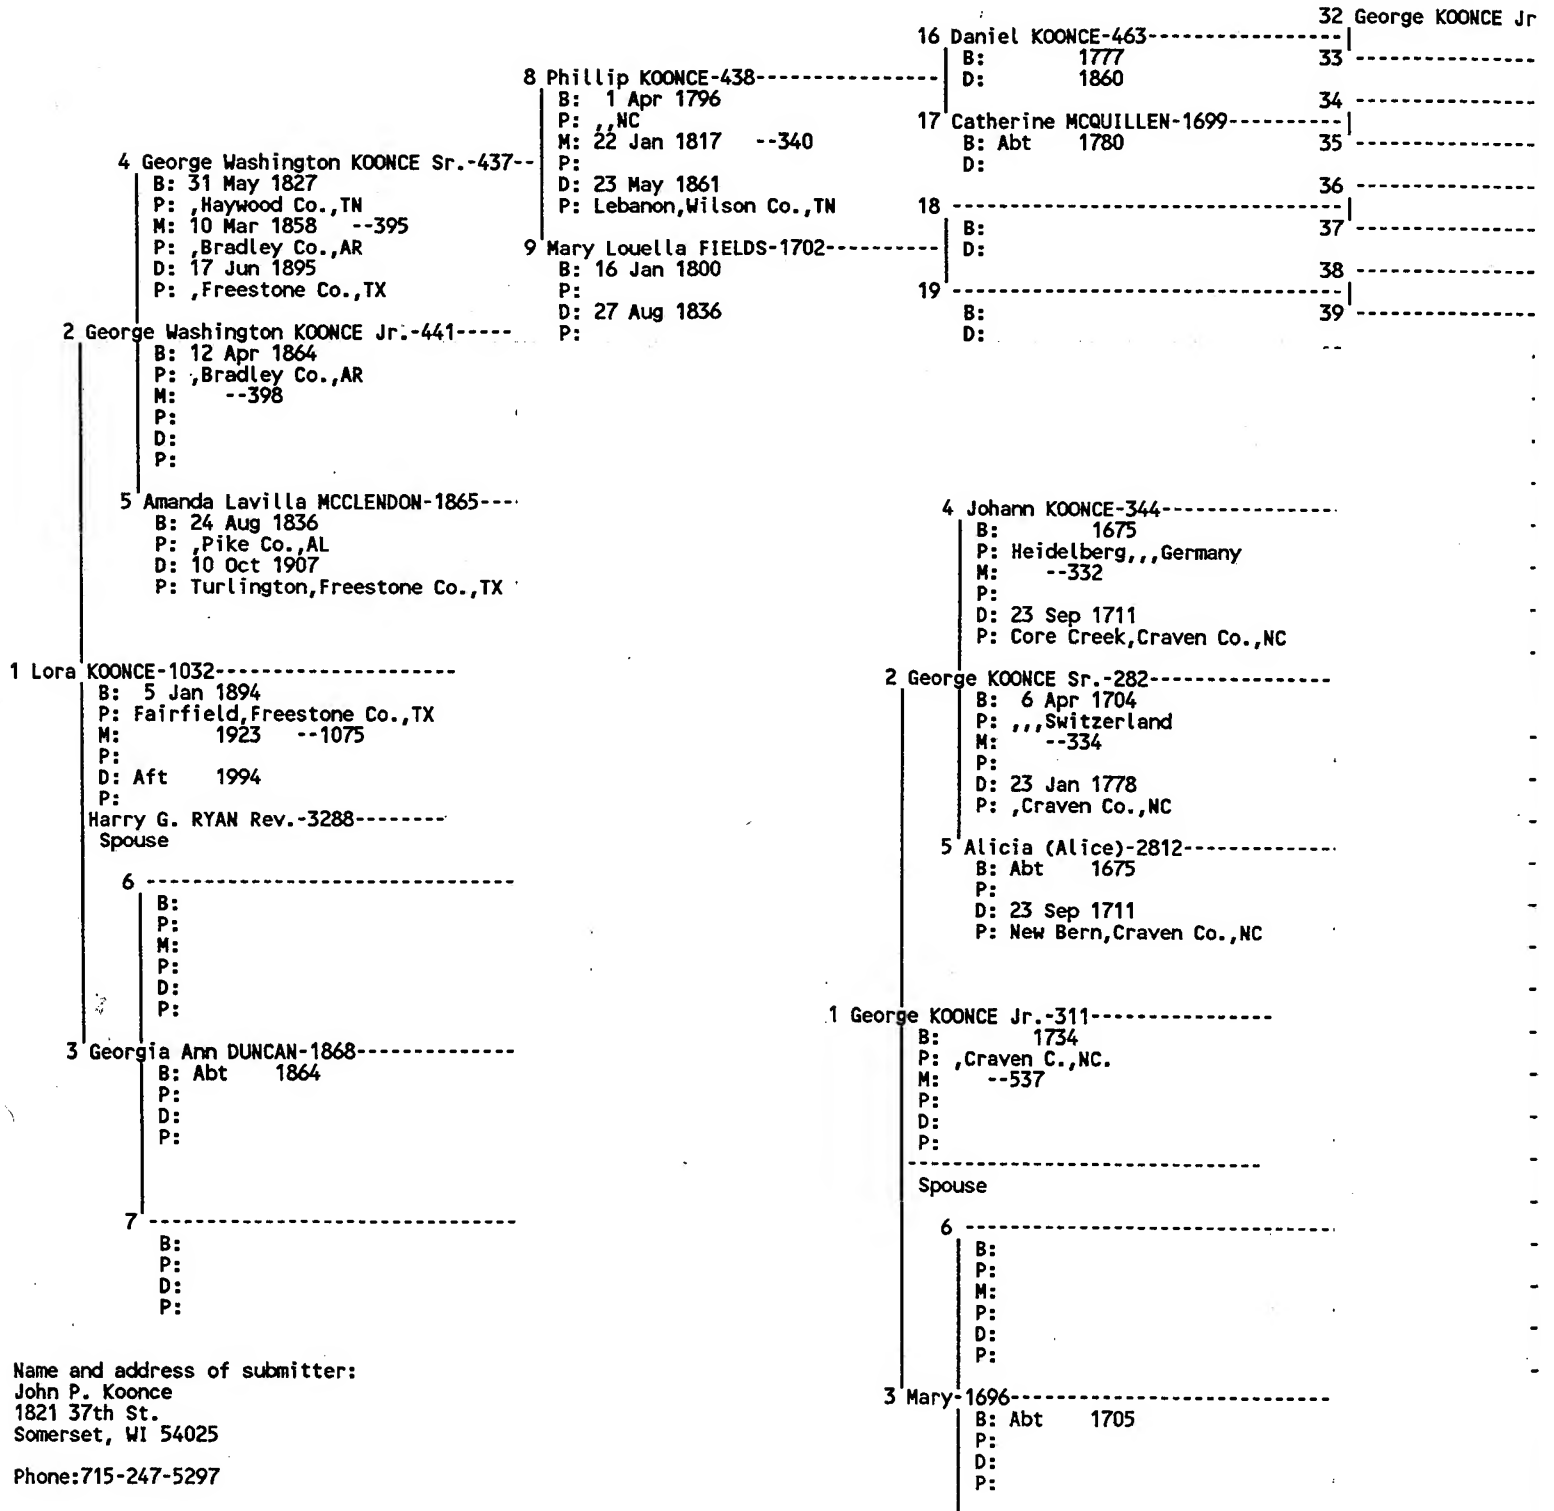 32 George KOONCE Jr
16 Daniel KOONCE-463-----------------
B: 1777
D: 1860
33 ---------------
8 Phillip KOONCE-438----------------
B: 1 Apr 1796
P: ,,NC
M: 22 Jan 1817 --340
P:
D: 23 May 1861
P: Lebanon,Wilson Co.,TN
34 ---------------
17 Catherine MCQUILLEN-1699----------
B: Abt 1780
D:
35 ---------------
4 George Washington KOONCE Sr.-437--
B: 31 May 1827
P: ,Haywood Co.,TN
M: 10 Mar 1858 --395
P: ,Bradley Co.,AR
D: 17 Jun 1895
P: ,Freestone Co.,TX
36 ---------------
18 -----------------------------------
B:
D:
37 ---------------
9 Mary Louella FIELDS-1702----------
B: 16 Jan 1800
P:
D: 27 Aug 1836
P:
38 ---------------
19 -----------------------------------
B:
D:
39 ---------------
--
2 George Washington KOONCE Jr.-441-----
B: 12 Apr 1864
P: ,Bradley Co.,AR
M: --398
P:
D:
P:
5 Amanda Lavilla MCCLENDON-1865----
B: 24 Aug 1836
P: ,Pike Co.,AL
D: 10 Oct 1907
P: Turlington,Freestone Co.,TX
1 Lora KOONCE-1032---------------------
B: 5 Jan 1894
P: Fairfield,Freestone Co.,TX
M: 1923 --1075
P:
D: Aft 1994
P:
Harry G. RYAN Rev.-3288--------
Spouse
6 --------------------------------
B:
P:
M:
P:
D:
P:
3 Georgia Ann DUNCAN-1868--------------
B: Abt 1864
P:
D:
P:
7 --------------------------------
B:
P:
D:
P:
Name and address of submitter:
John P. Koonce
1821 37th St.
Somerset, WI 54025
Phone:715-247-5297
4 Johann KOONCE-344---------------
B: 1675
P: Heidelberg,,,Germany
M: --332
P:
D: 23 Sep 1711
P: Core Creek,Craven Co.,NC
2 George KOONCE Sr.-282----------------
B: 6 Apr 1704
P: ,,,Switzerland
M: --334
P:
D: 23 Jan 1778
P: ,Craven Co.,NC
5 Alicia (Alice)-2812-------------
B: Abt 1675
P:
D: 23 Sep 1711
P: New Bern,Craven Co.,NC
1 George KOONCE Jr.-311----------------
B: 1734
P: ,Craven C.,NC.
M: --537
P:
D:
P:
-------------------------------
Spouse
6 --------------------------------
B:
P:
M:
P:
D:
P:
3 Mary-1696----------------------------
B: Abt 1705
P:
D:
P: